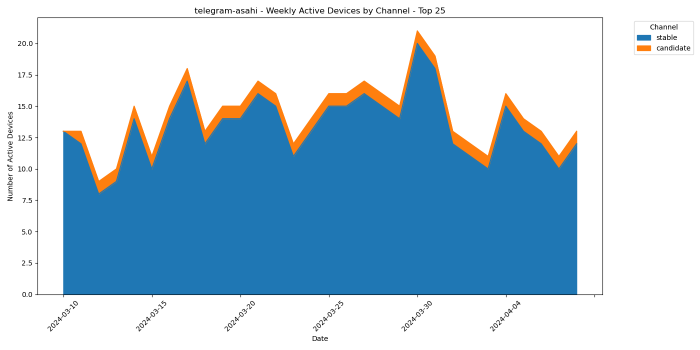 telegram-asahi - Weekly Active Devices by Channel - Top 25
Channel
stable
candidate
Number of Active Devices
20.0
17.5
15.0
12.5
10.0
7.5
5.0
2.5
0.0
2024-03-10
2024-03-15
2024-03-20
2024-03-25
2024-03-30
2024-04-04
Date